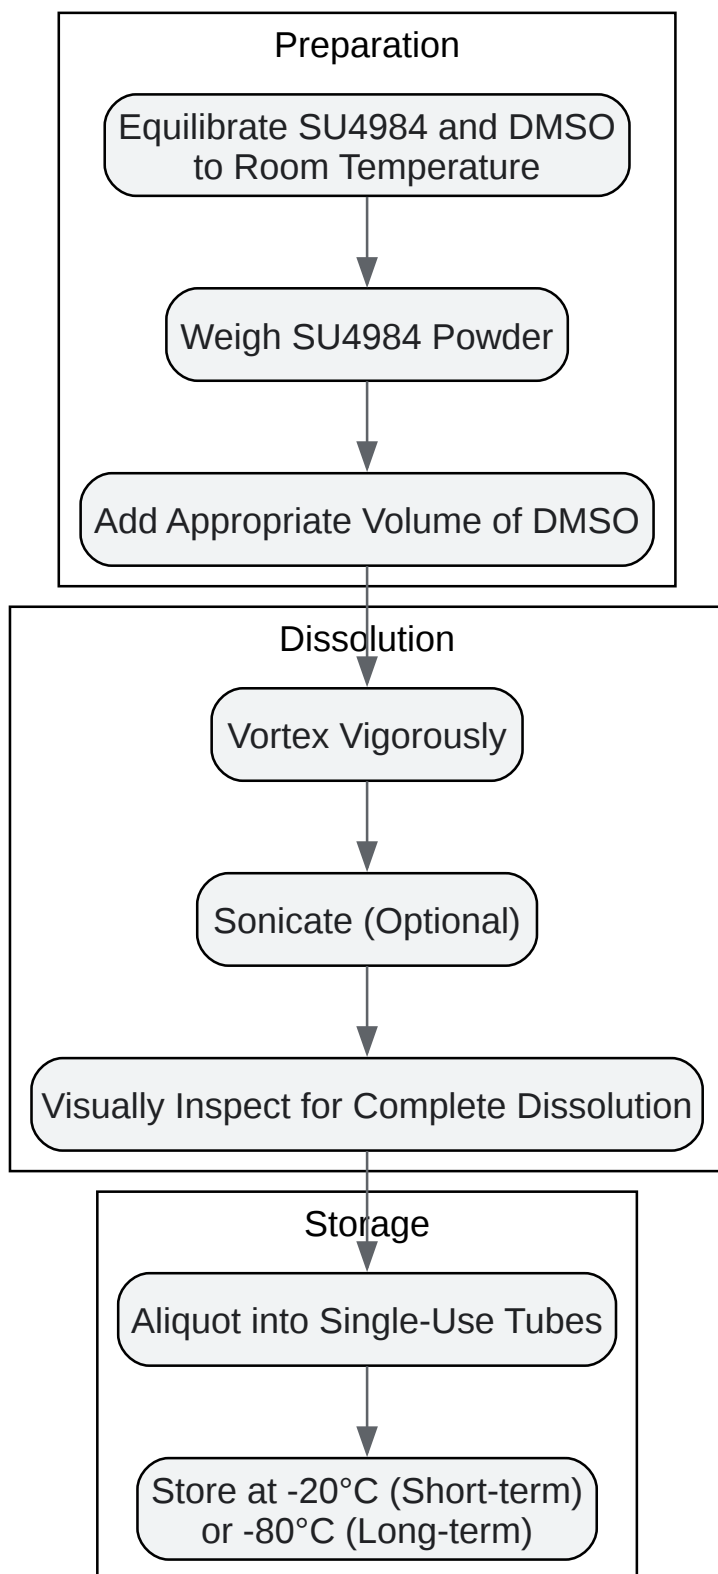 Preparation
Equilibrate SU4984 and DMSO
to Room Temperature
Weigh SU4984 Powder
Add Appropriate Volume of DMSO
Dissolution
Vortex Vigorously
Sonicate (Optional)
Visually Inspect for Complete Dissolution
Storage
Aliquot into Single-Use Tubes
Store at -20°C (Short-term)
or -80°C (Long-term)